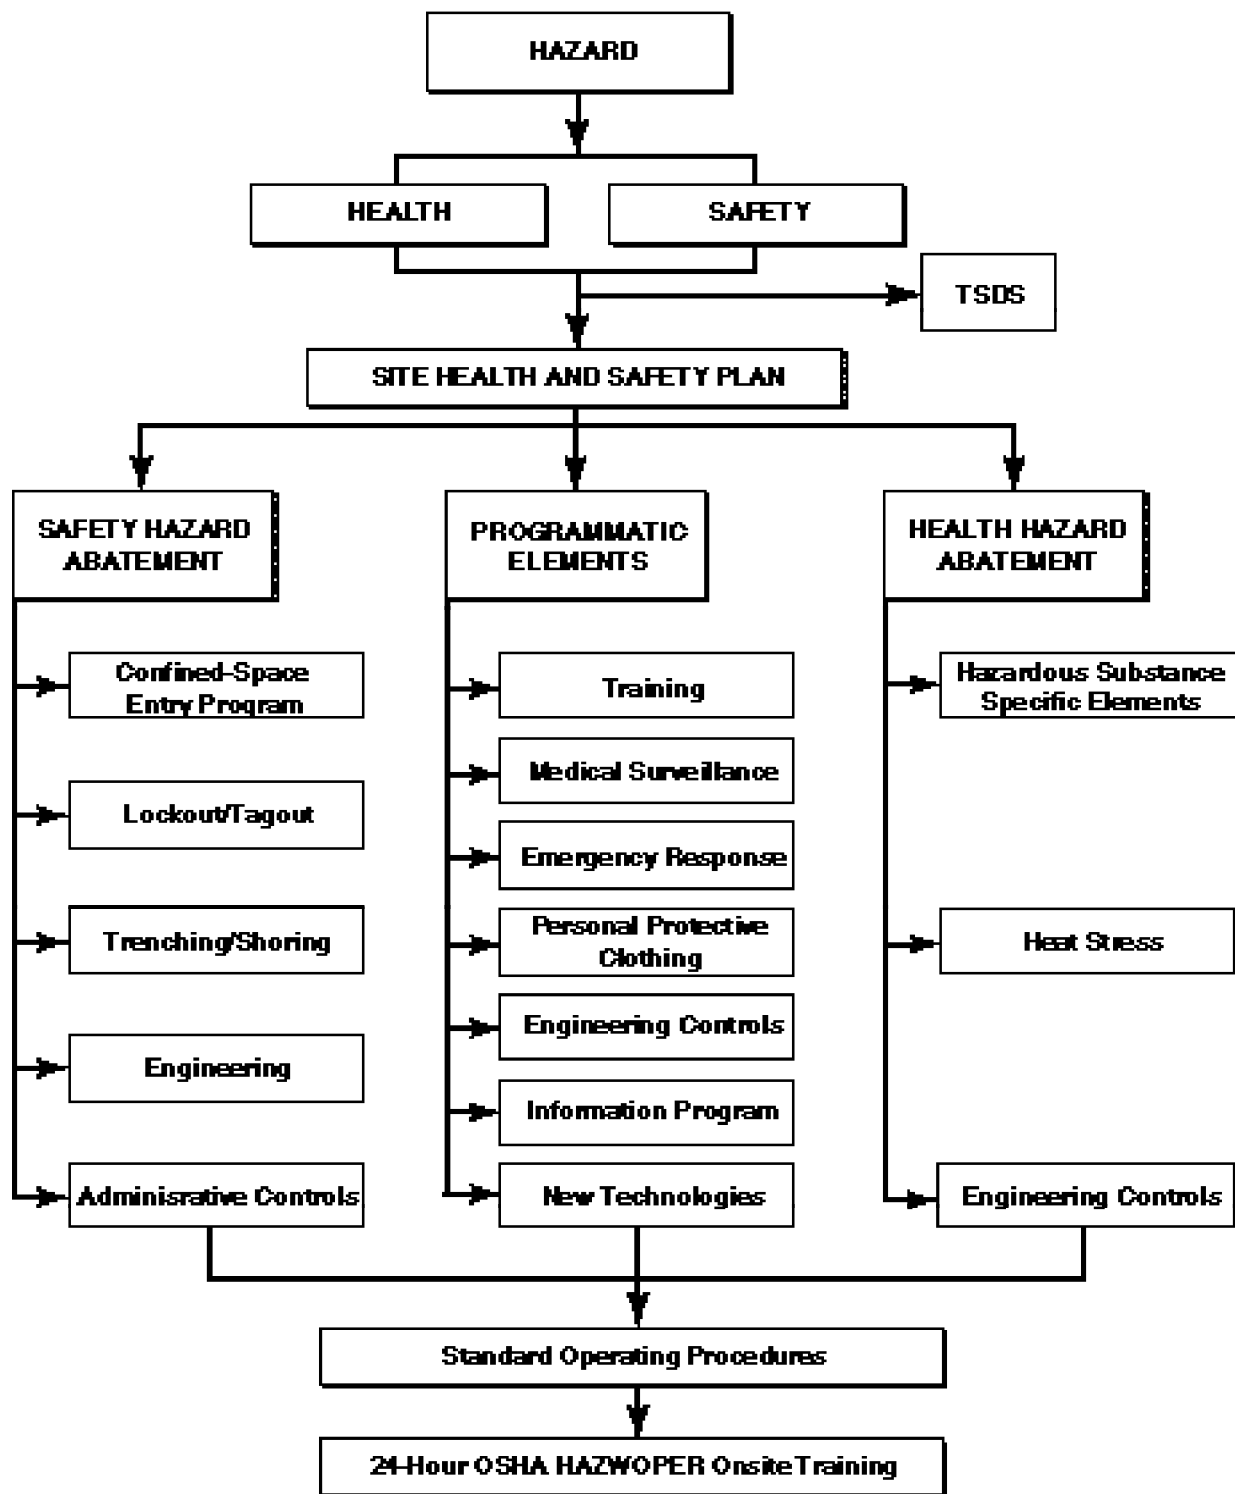 HAZARD
HEALTH
SAFETY
TSDS
SITE HEALTH AND SAFETY PLAN
SAFETY HAZARD
ABATEMENT
Confined-Space
Entry Program
Lockout/Tagout
Trenching/Shoring
Engineering
Adminisrative Controls
PROGRAMMATIC
ELEMENTS
Training
Medical Surveillance
Emergency Response
Personal Protective
Clothing
Engineering Controls
Information Program
New Technologies
HEALTH HAZARD
ABATEMENT
Hazardous Substance
Specific Elements
Heat Stress
Engineering Controls
Standard Operating Procedures
24-Hour OSHA HAZWOPER Onsite Training